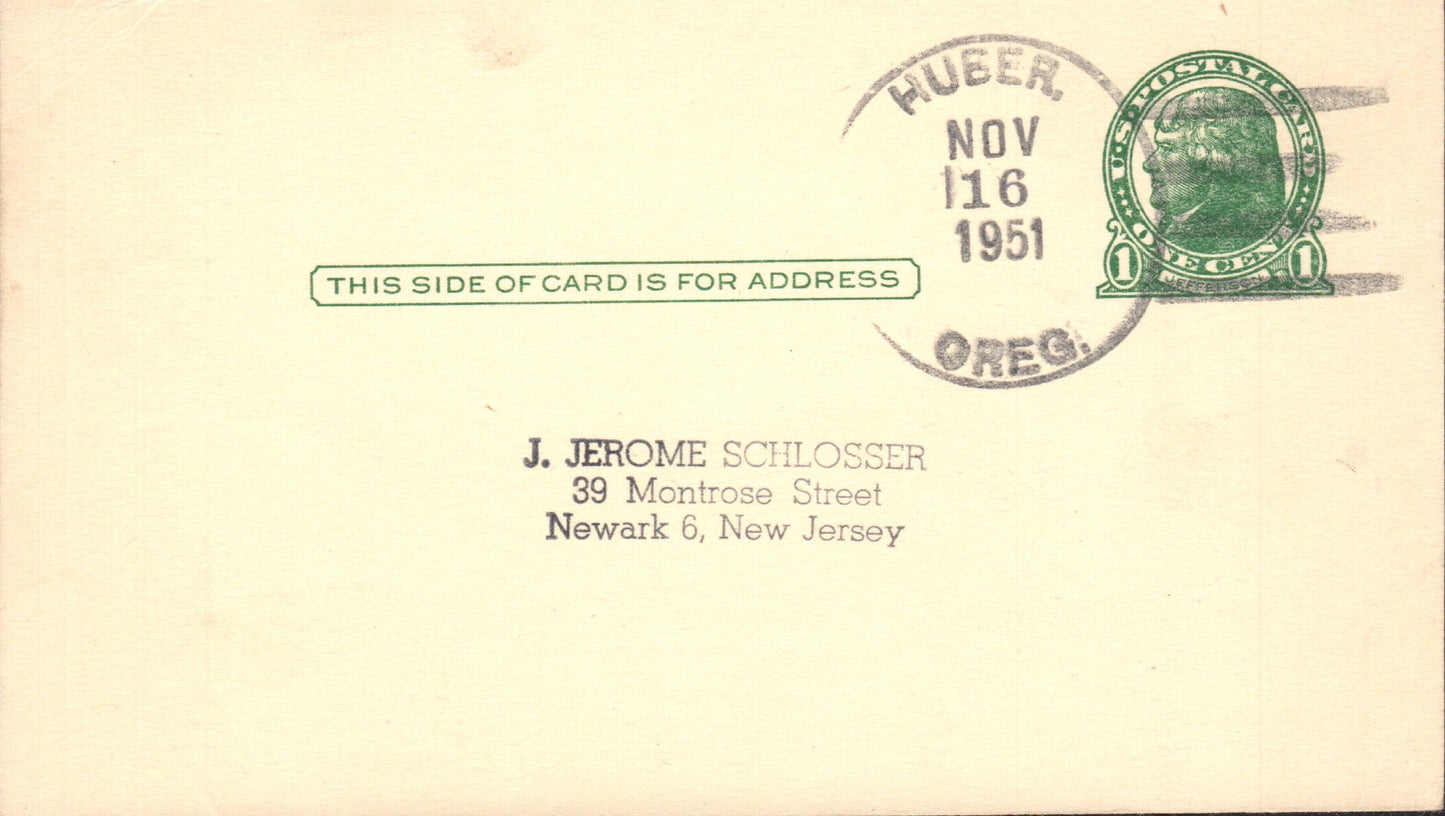 HUBER.
NOV
16
1951
OREG.
U·S·POSTAL CARD
ONE CENT
1 1
JEFFERSON
THIS SIDE OF CARD IS FOR ADDRESS
J. JEROME SCHLOSSER
39 Montrose Street
Newark 6, New Jersey